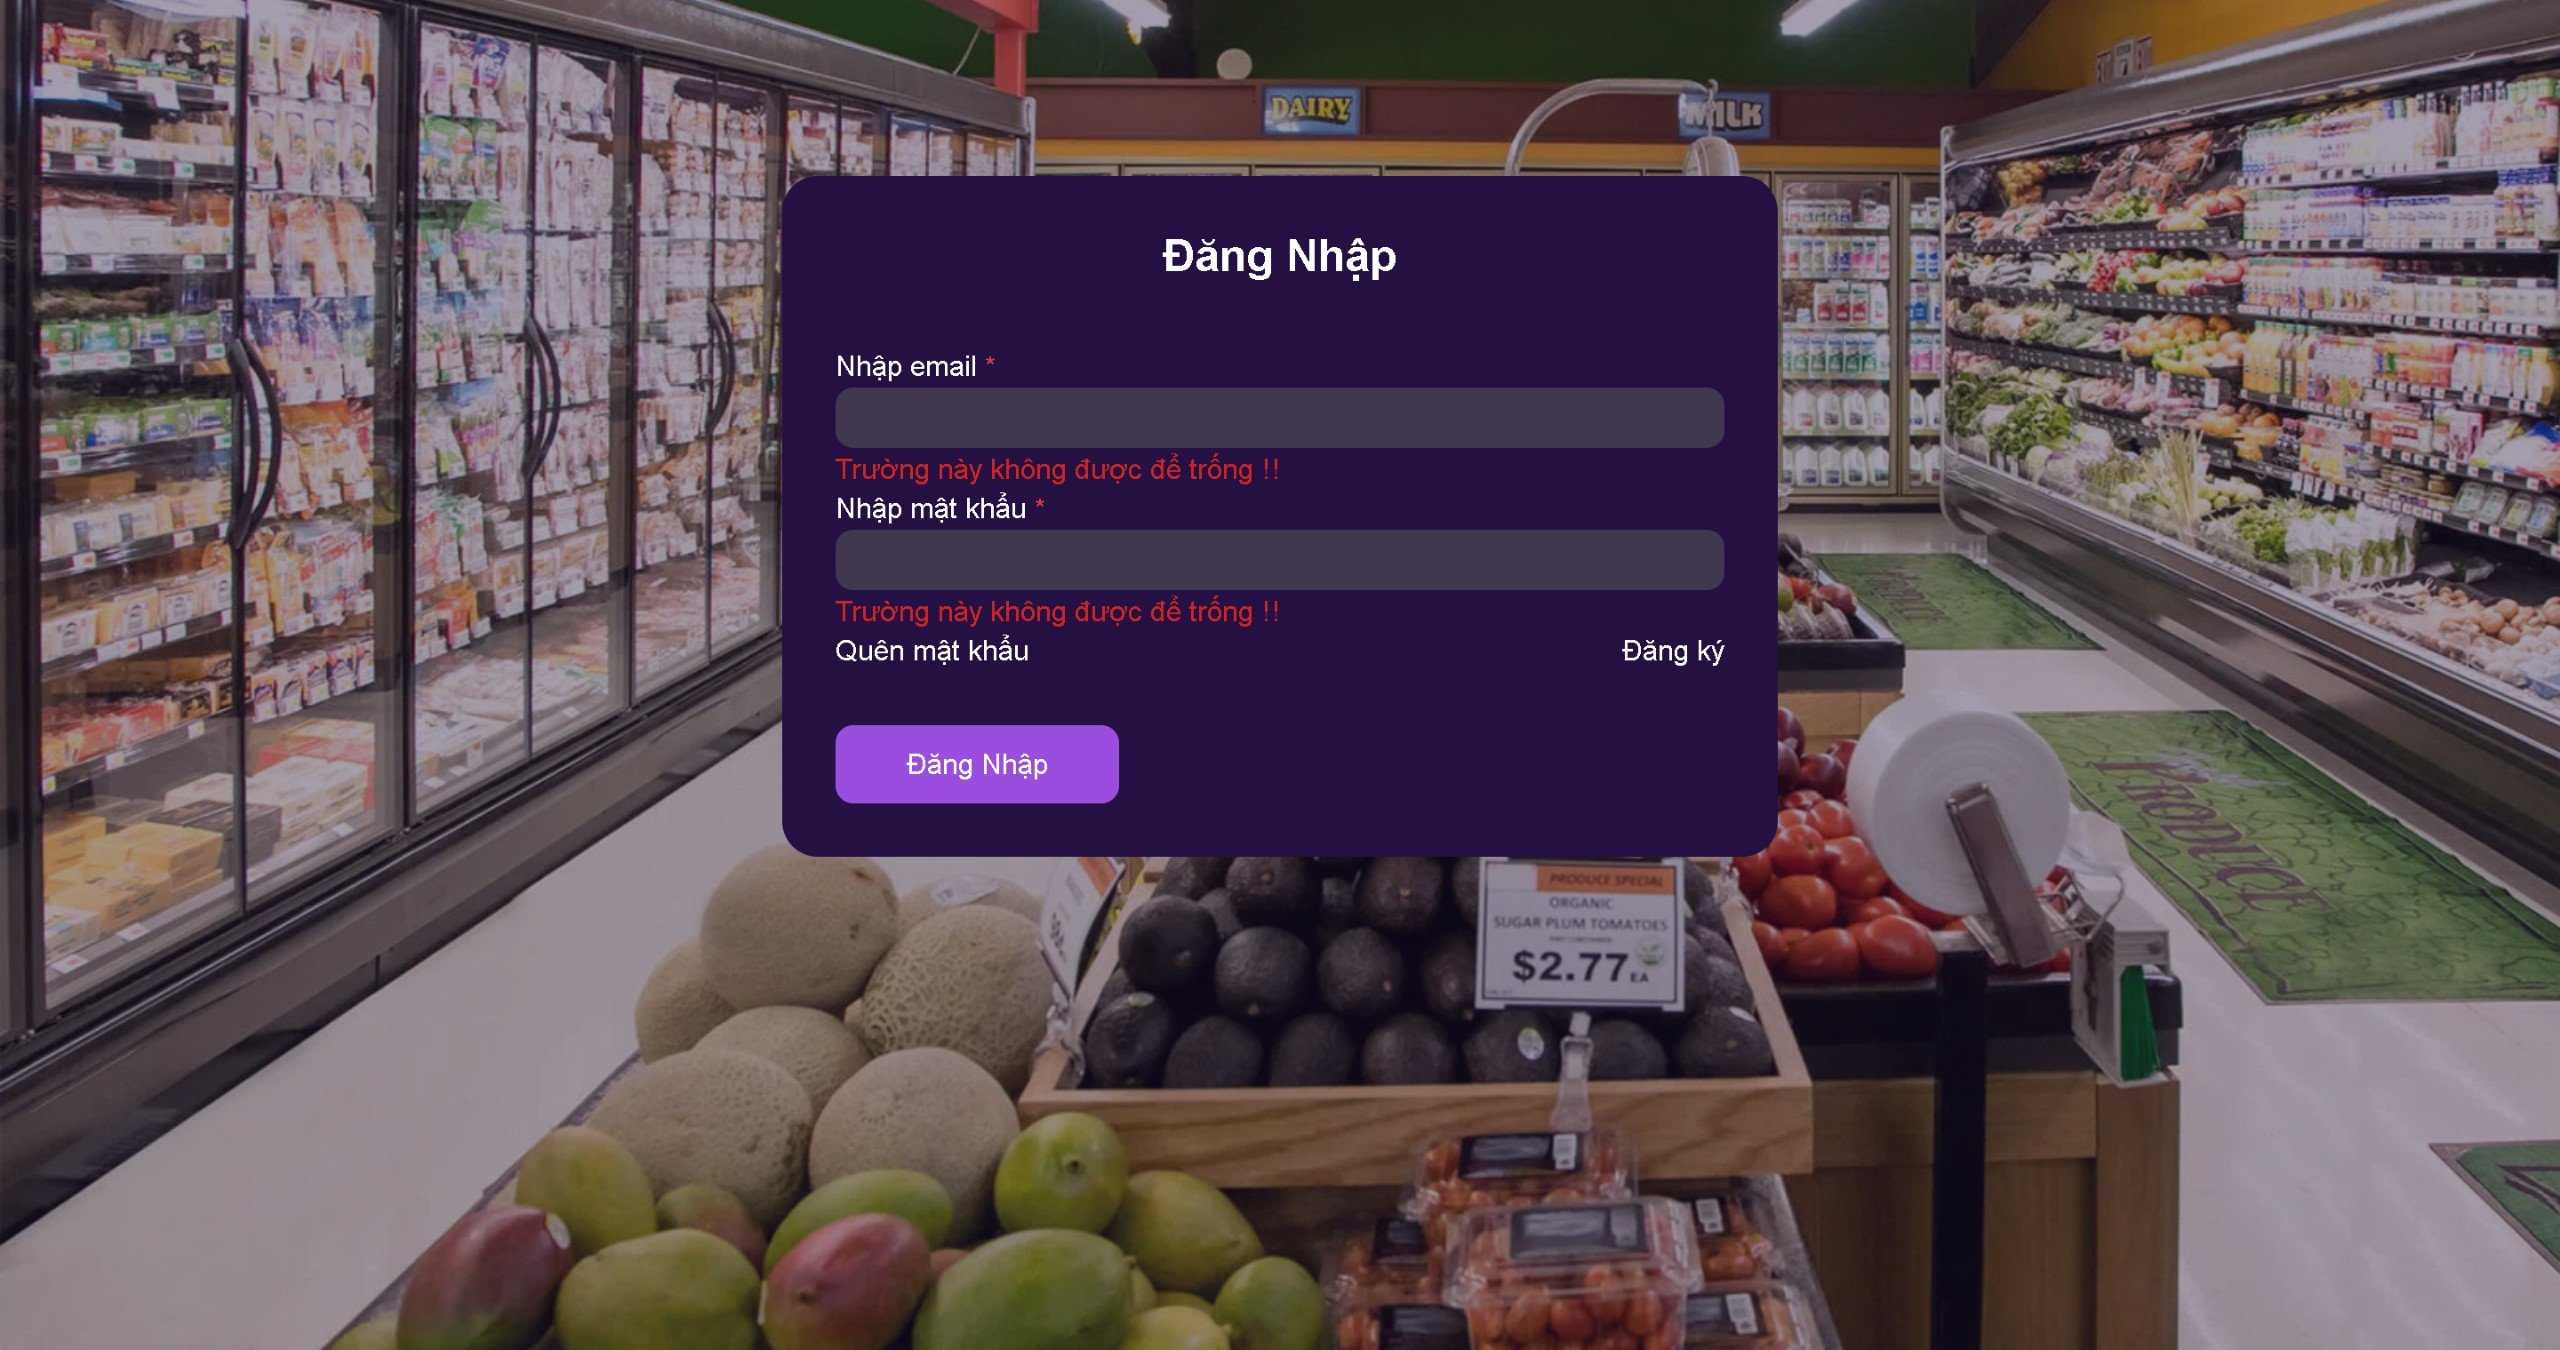 DAIRY
MILK
Đăng Nhập
Nhập email *
Trường này không được để trống !!
Nhập mật khẩu *
Trường này không được để trống !!
Quên mật khẩu
Đăng ký
Đăng Nhập
PRODUCE SPECIAL
ORGANIC
SUGAR PLUM TOMATOES
$2.77 EA
PRODUCE